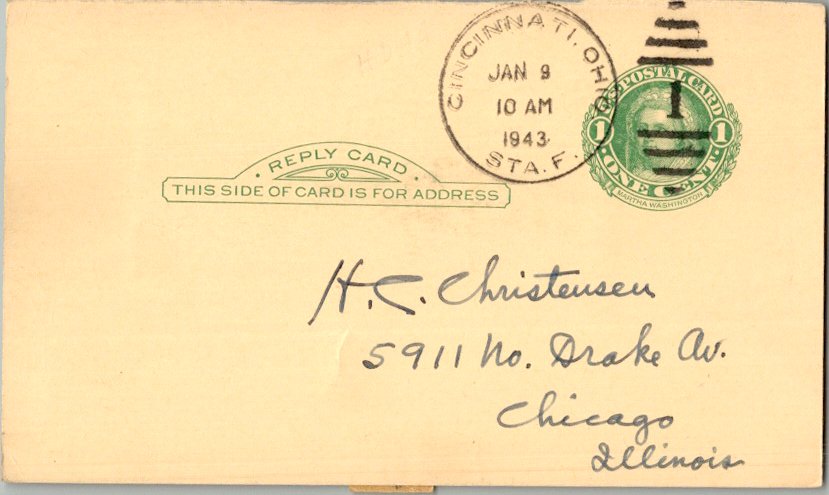 CINCINNATI, OHIO
JAN 9
10 AM
1943
STA. F.
1
U.S. POSTAL CARD
1 1
ONE CENT
MARTHA WASHINGTON
· REPLY CARD ·
THIS SIDE OF CARD IS FOR ADDRESS
H. C. Christensen
5911 No. Drake Av.
Chicago
Illinois